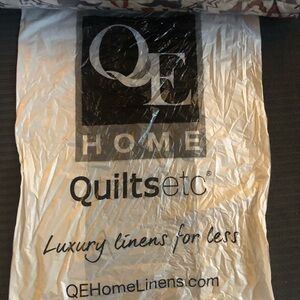 QE
HOME
Quiltsetc®
Luxury linens for less
QEHomeLinens.com